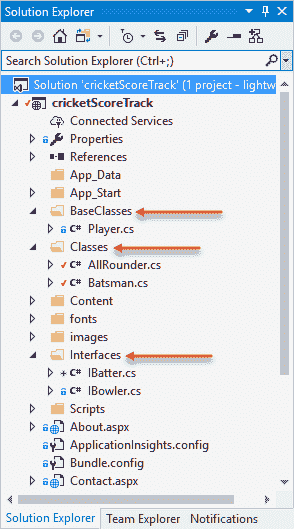 Solution Explorer
Search Solution Explorer (Ctrl+;)
Solution 'cricketScoreTrack' (1 project - lightw
cricketScoreTrack
Connected Services
Properties
References
App_Data
App_Start
BaseClasses
C# Player.cs
Classes
C# AllRounder.cs
C# Batsman.cs
Content
fonts
images
Interfaces
C# IBatter.cs
C# IBowler.cs
Scripts
About.aspx
ApplicationInsights.config
Bundle.config
Contact.aspx
Solution Explorer Team Explorer Notifications